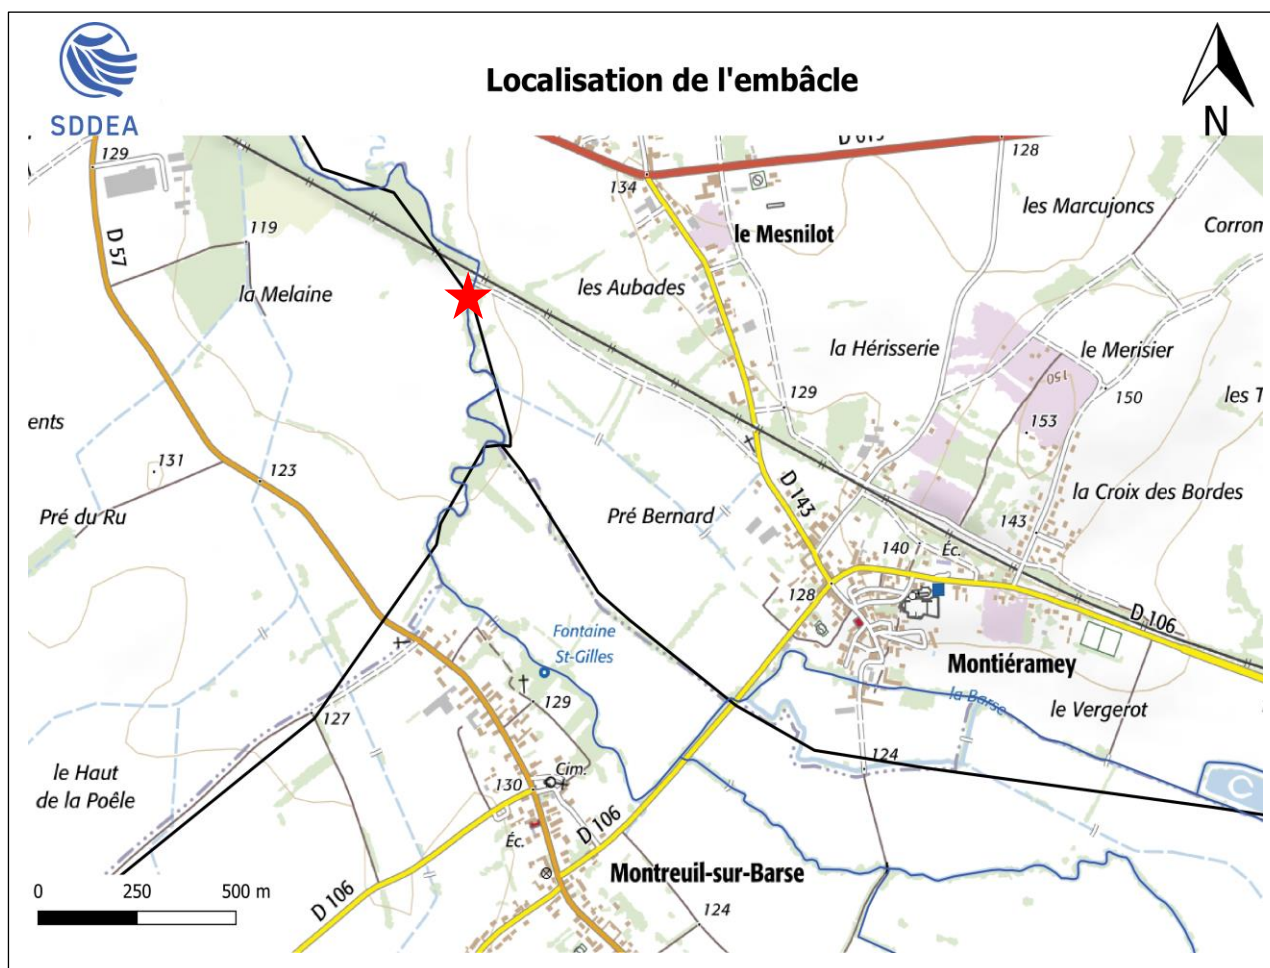 Localisation de l'embâcle
SDDEA
N
129
D 619
128
134
les Marcujoncs
119
le Mesnilot
Corrom
D 57
la Melaine
les Aubades
la Hérisserie
le Merisier
150
150
les T
129
153
ents
131
123
la Croix des Bordes
Pré du Ru
Pré Bernard
D 143
143
140
Éc.
128
D 106
Fontaine
St-Gilles
Montiéramey
la Barse
le Vergerot
129
127
124
le Haut
de la Poêle
Cim.
130
D 106
Éc.
Montreuil-sur-Barse
D 106
124
0 250 500 m